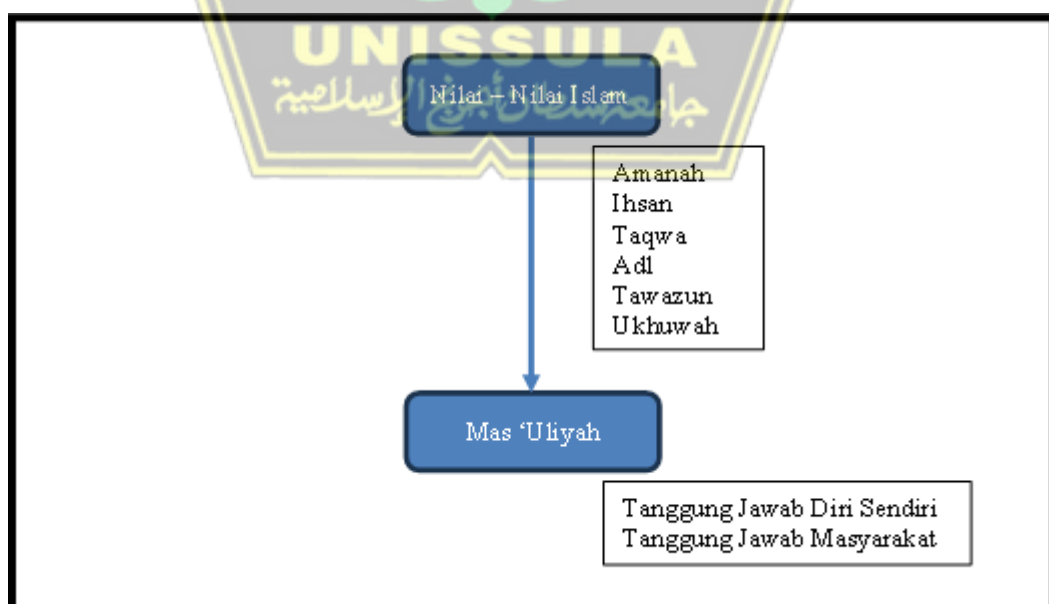 UNISSULA
جامعة سلطان أجونج الإسلامية
Nilai – Nilai Islam
Amanah
Ihsan
Taqwa
Adl
Tawazun
Ukhuwah
Mas ‘Uliyah
Tanggung Jawab Diri Sendiri
Tanggung Jawab Masyarakat